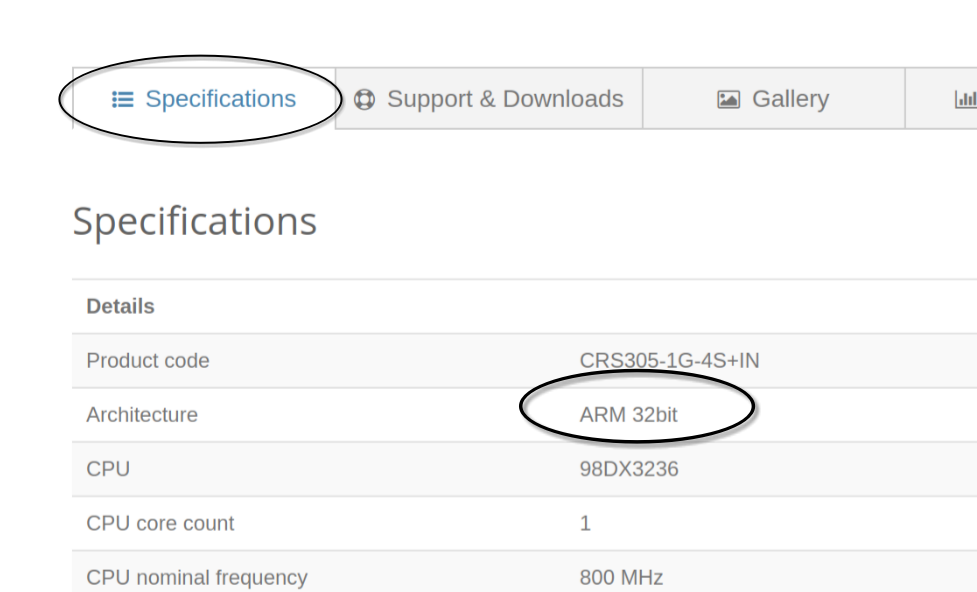 Specifications Support & Downloads Gallery
Specifications
Details
Product code CRS305-1G-4S+IN
Architecture ARM 32bit
CPU 98DX3236
CPU core count 1
CPU nominal frequency 800 MHz